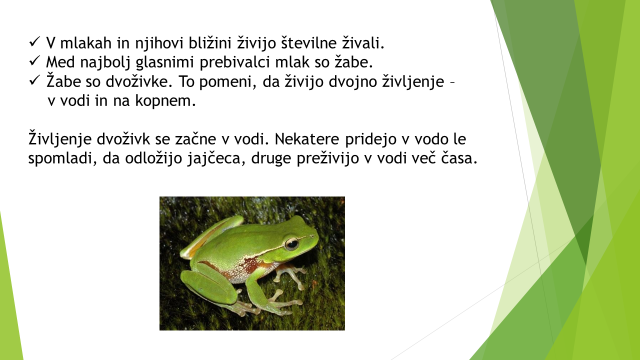 ✓ V mlakah in njihovi bližini živijo številne živali.
✓ Med najbolj glasnimi prebivalci mlak so žabe.
✓ Žabe so dvoživke. To pomeni, da živijo dvojno življenje –
v vodi in na kopnem.
Življenje dvoživk se začne v vodi. Nekatere pridejo v vodo le
spomladi, da odložijo jajčeca, druge preživijo v vodi več časa.